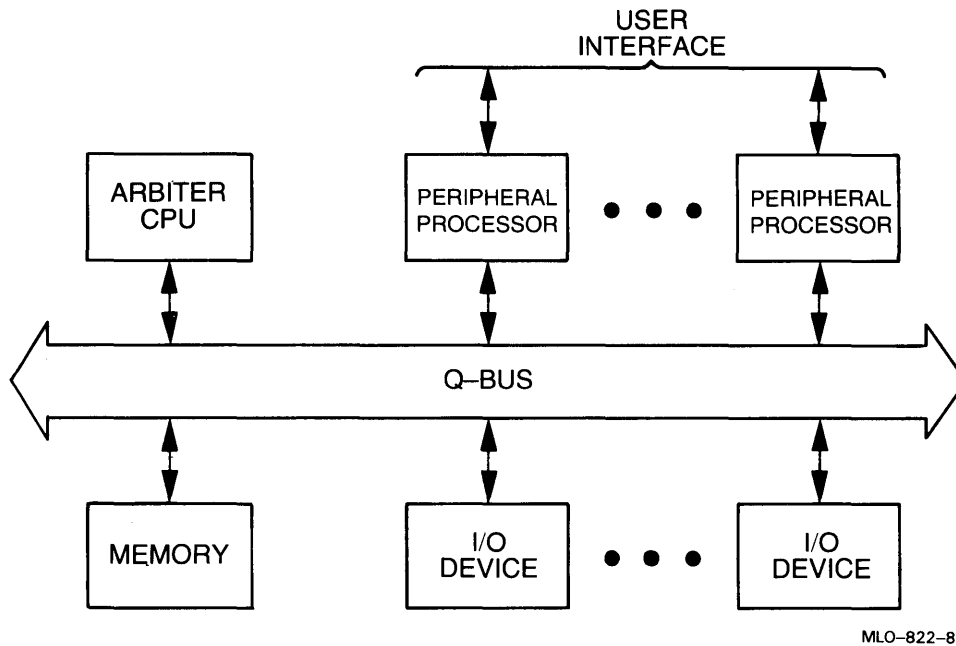 USER
INTERFACE
ARBITER
CPU
PERIPHERAL
PROCESSOR
PERIPHERAL
PROCESSOR
Q–BUS
MEMORY
I/O
DEVICE
I/O
DEVICE
MLO–822–8